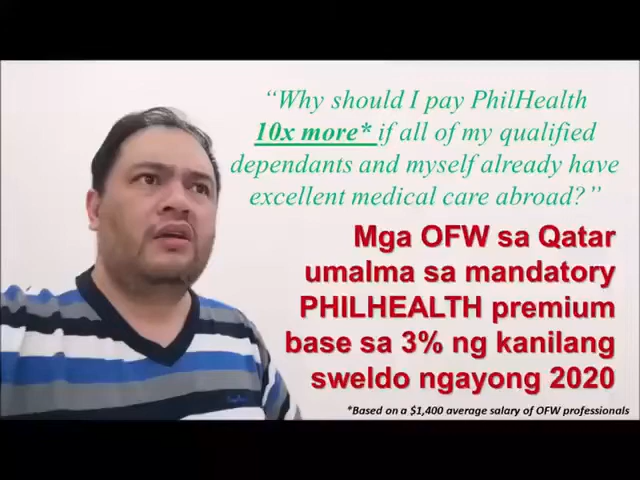 “Why should I pay PhilHealth
10x more* if all of my qualified
dependants and myself already have
excellent medical care abroad?”
Mga OFW sa Qatar
umalma sa mandatory
PHILHEALTH premium
base sa 3% ng kanilang
sweldo ngayong 2020
*Based on a $1,400 average salary of OFW professionals